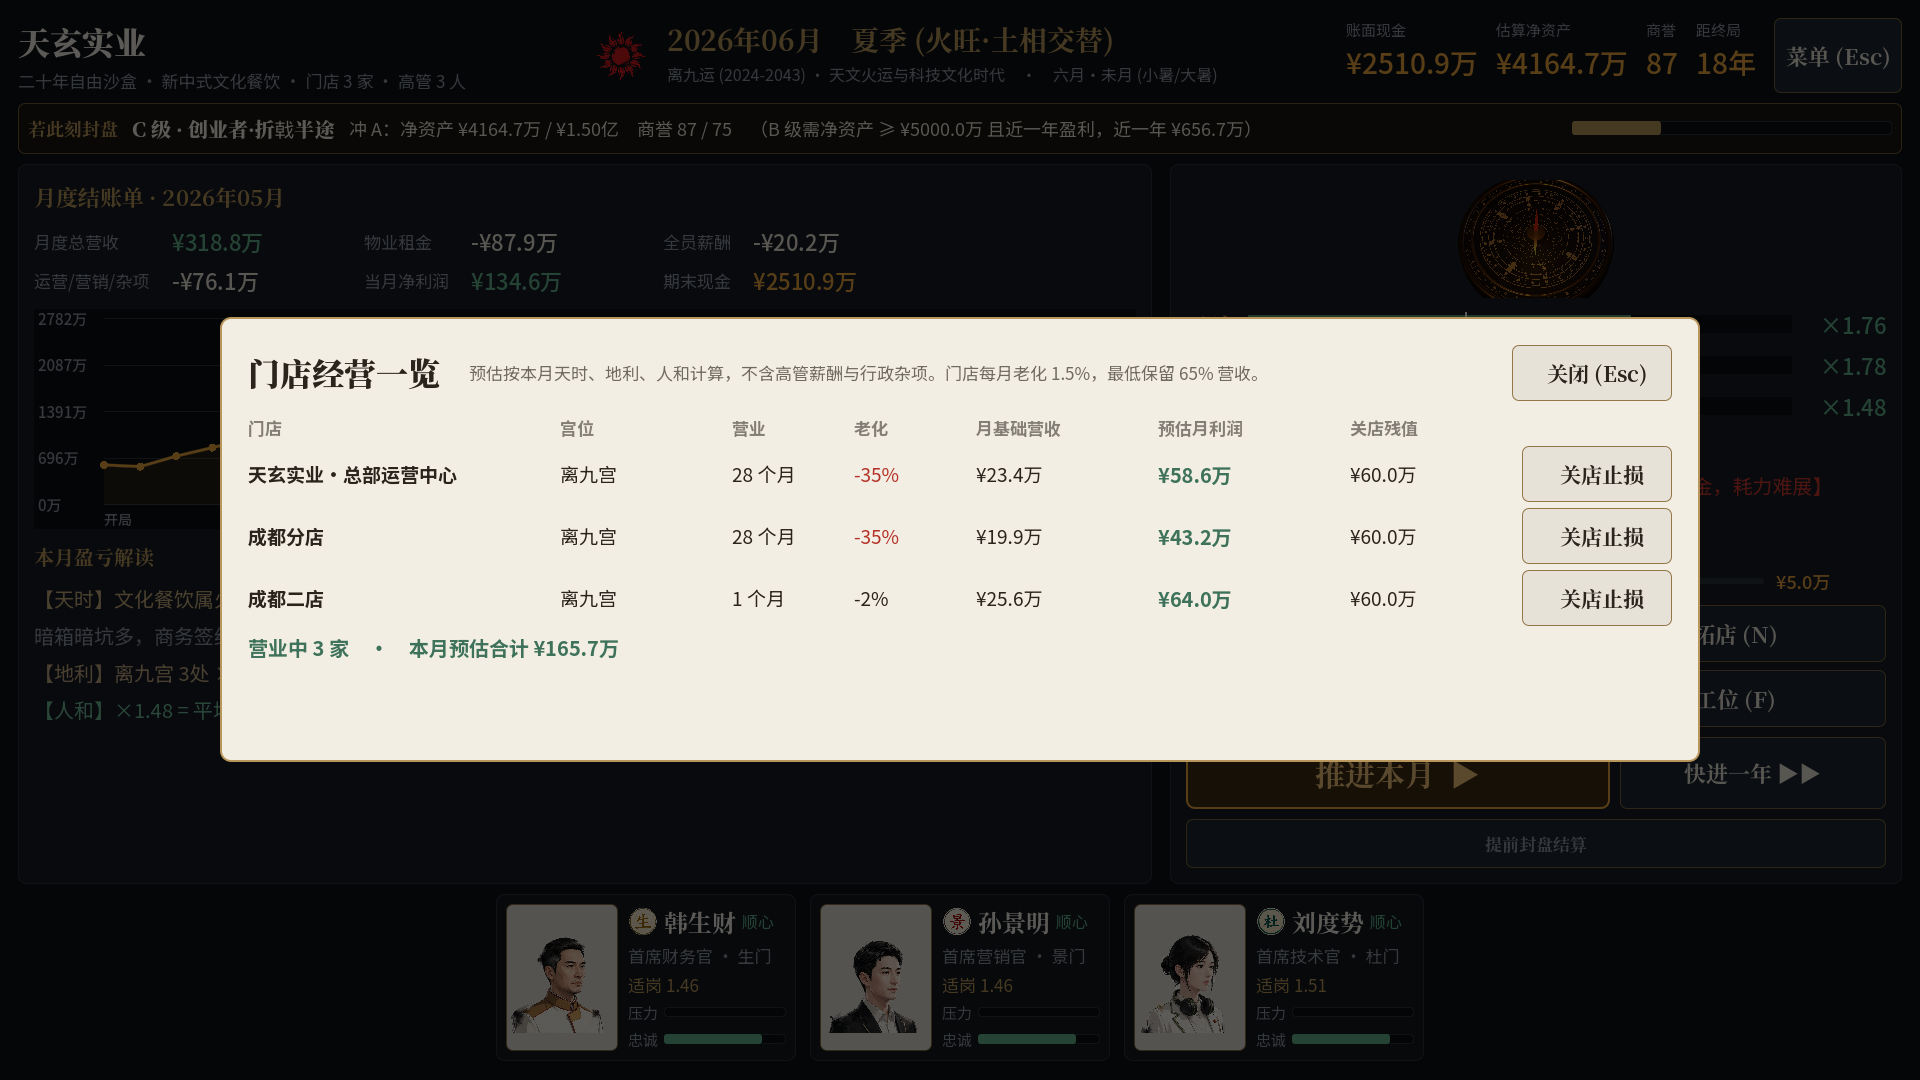 天玄实业
二十年自由沙盒 · 新中式文化餐饮 · 门店 3 家 · 高管 3 人
2026年06月 夏季 (火旺·土相交替)
离九运 (2024-2043) · 天文火运与科技文化时代 · 六月·未月 (小暑/大暑)
账面现金 ¥2510.9万
估算净资产 ¥4164.7万
商誉 87
距终局 18年
菜单 (Esc)
若此刻封盘 C 级 · 创业者·折戟半途 冲 A：净资产 ¥4164.7万 / ¥1.50亿 商誉 87 / 75 （B 级需净资产 ≥ ¥5000.0万 且近一年盈利，近一年 ¥656.7万）
月度结账单 · 2026年05月
月度总营收 ¥318.8万 物业租金 -¥87.9万 全员薪酬 -¥20.2万
运营/营销/杂项 -¥76.1万 当月净利润 ¥134.6万 期末现金 ¥2510.9万
2782万
2087万
1391万
696万
0万
开局
本月盈亏解读
【天时】文化餐饮属
暗箱暗坑多，商务签
【地利】离九宫 3处
【人和】×1.48 = 平
门店经营一览
预估按本月天时、地利、人和计算，不含高管薪酬与行政杂项。门店每月老化 1.5%，最低保留 65% 营收。
关闭 (Esc)
门店 宫位 营业 老化 月基础营收 预估月利润 关店残值
天玄实业·总部运营中心 离九宫 28 个月 -35% ¥23.4万 ¥58.6万 ¥60.0万 关店止损
成都分店 离九宫 28 个月 -35% ¥19.9万 ¥43.2万 ¥60.0万 关店止损
成都二店 离九宫 1 个月 -2% ¥25.6万 ¥64.0万 ¥60.0万 关店止损
营业中 3 家 · 本月预估合计 ¥165.7万
×1.76
×1.78
×1.48
金，耗力难展】
¥5.0万
拓店 (N)
工位 (F)
推进本月 ▶
快进一年 ▶▶
提前封盘结算
生 韩生财 顺心
首席财务官 · 生门
适岗 1.46
压力
忠诚
景 孙景明 顺心
首席营销官 · 景门
适岗 1.46
压力
忠诚
杜 刘度势 顺心
首席技术官 · 杜门
适岗 1.51
压力
忠诚